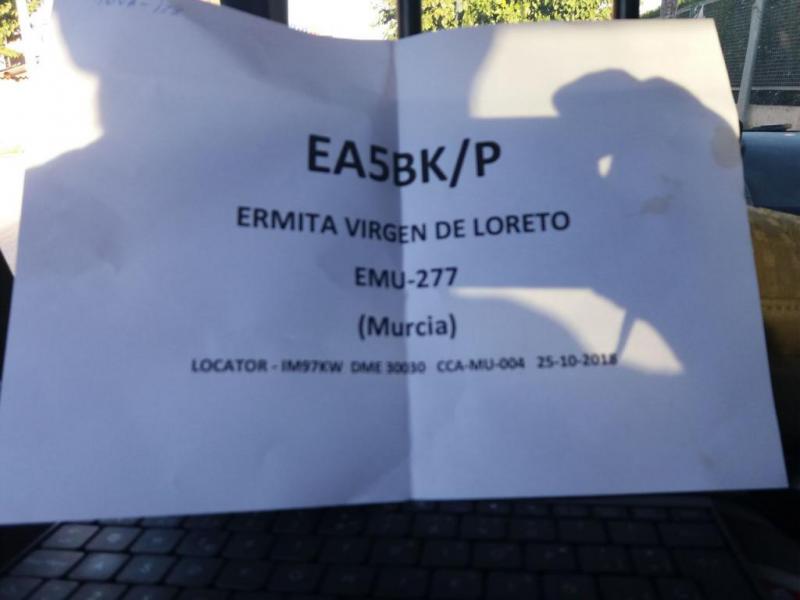 EA5BK/P
ERMITA VIRGEN DE LORETO
EMU-277
(Murcia)
LOCATOR - IM97KW DME 30030 CCA-MU-004 25-10-2018